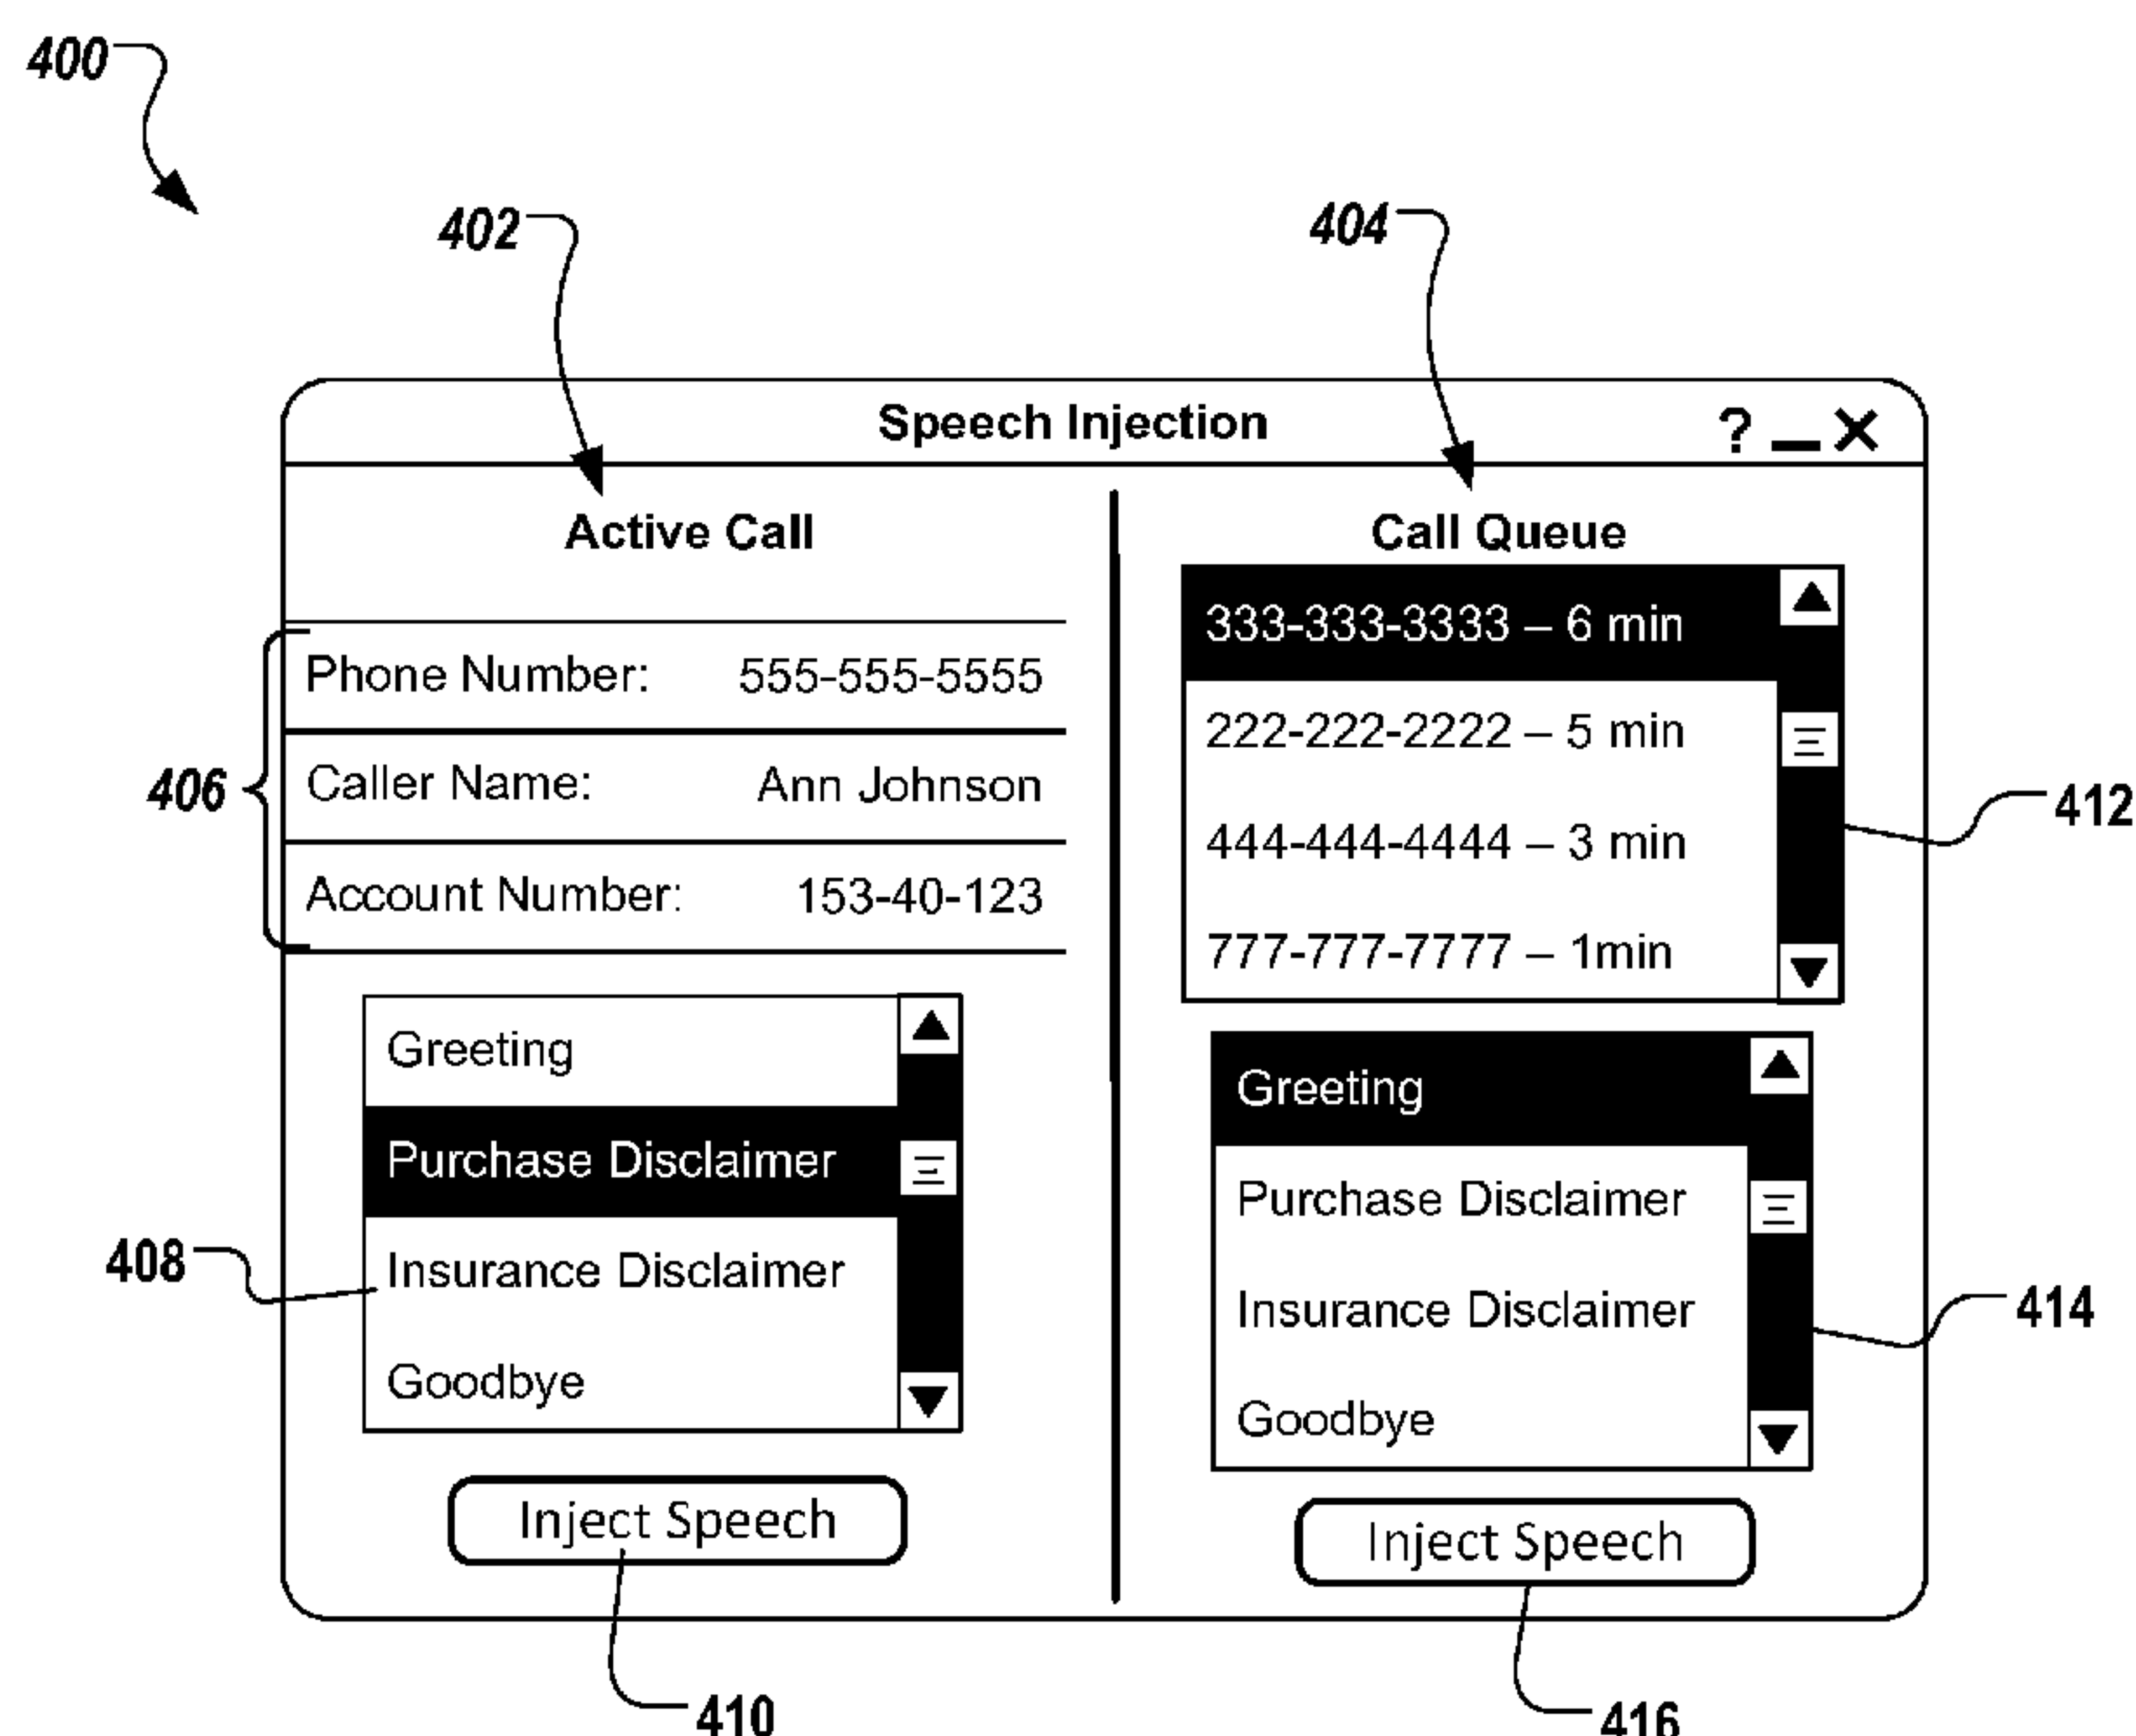 400
402
404
Speech Injection ? _ X
Active Call
Phone Number: 555-555-5555
Caller Name: Ann Johnson
Account Number: 153-40-123
406
Greeting
Purchase Disclaimer
Insurance Disclaimer
Goodbye
408
Inject Speech
410
Call Queue
333-333-3333 – 6 min
222-222-2222 – 5 min
444-444-4444 – 3 min
777-777-7777 – 1min
412
Greeting
Purchase Disclaimer
Insurance Disclaimer
Goodbye
414
Inject Speech
416